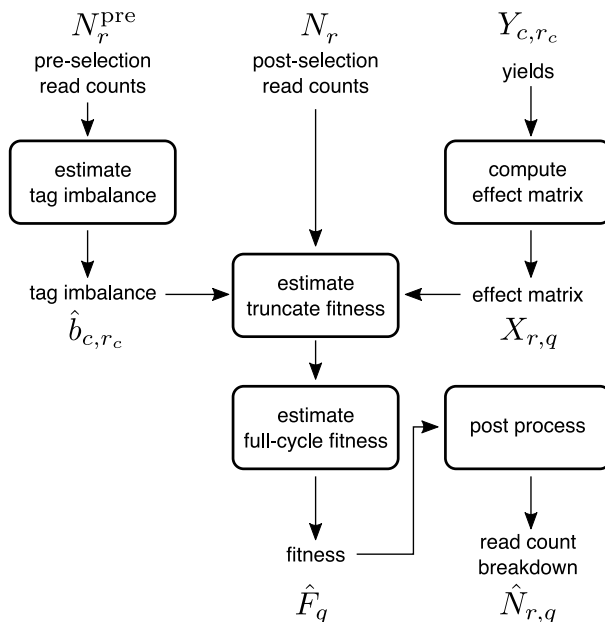 N_r^pre
pre-selection
read counts
N_r
post-selection
read counts
Y_{c,r_c}
yields
estimate
tag imbalance
compute
effect matrix
tag imbalance
b̂_{c,r_c}
estimate
truncate fitness
effect matrix
X_{r,q}
estimate
full-cycle fitness
post process
fitness
F̂_q
read count
breakdown
N̂_{r,q}